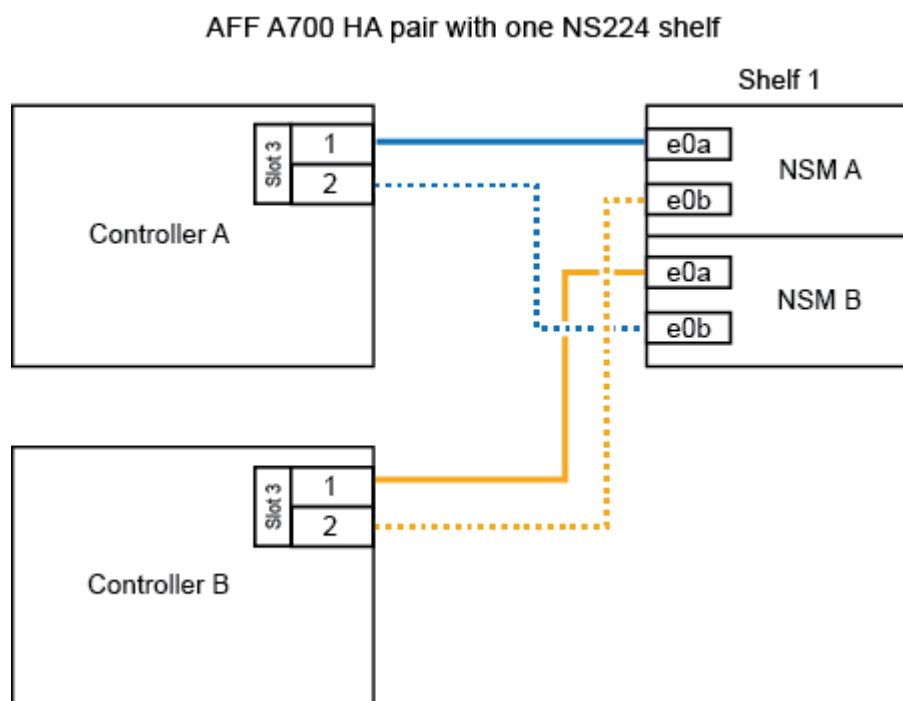 AFF A700 HA pair with one NS224 shelf
Shelf 1
Slot 3
1
2
Controller A
e0a
e0b
NSM A
e0a
e0b
NSM B
Slot 3
1
2
Controller B